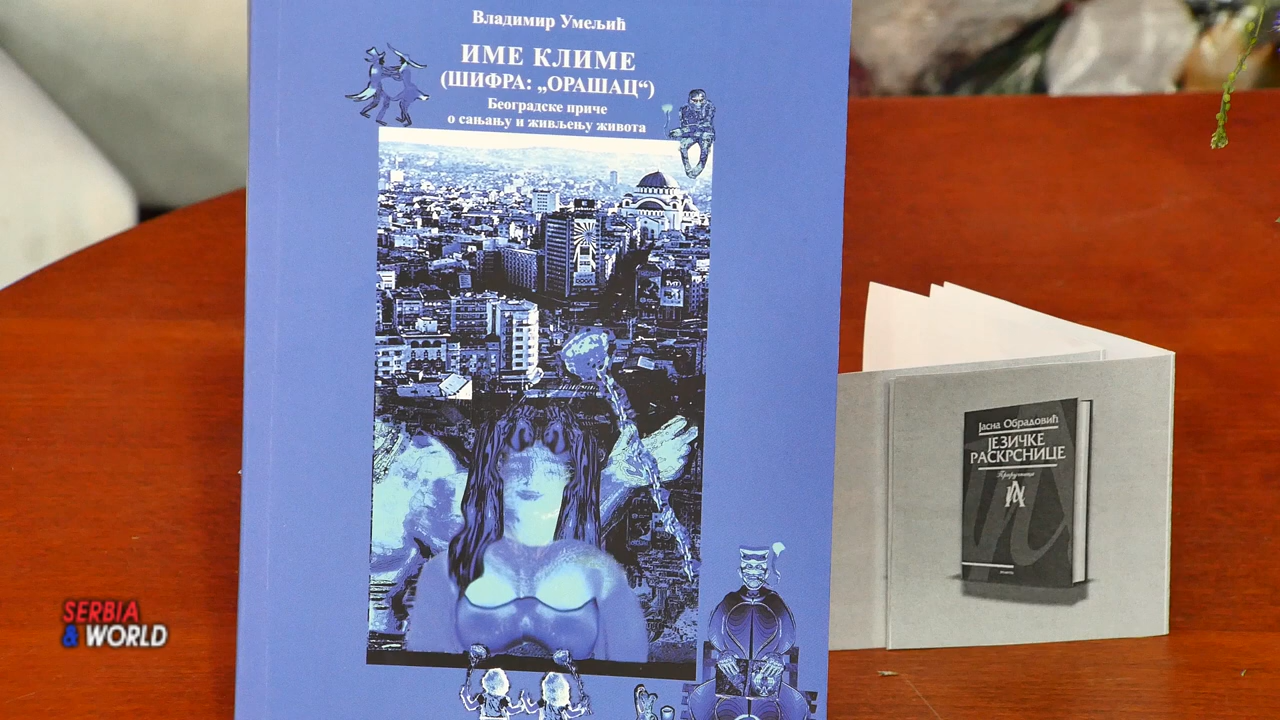 Владимир Умељић
ИМЕ КЛИМЕ
(ШИФРА: „ОРАШАЦ“)
Београдске приче
о сањању и живљењу живота
Јасна Обрадовић
ЈЕЗИЧКЕ
РАСКРСНИЦЕ
SERBIA
& WORLD